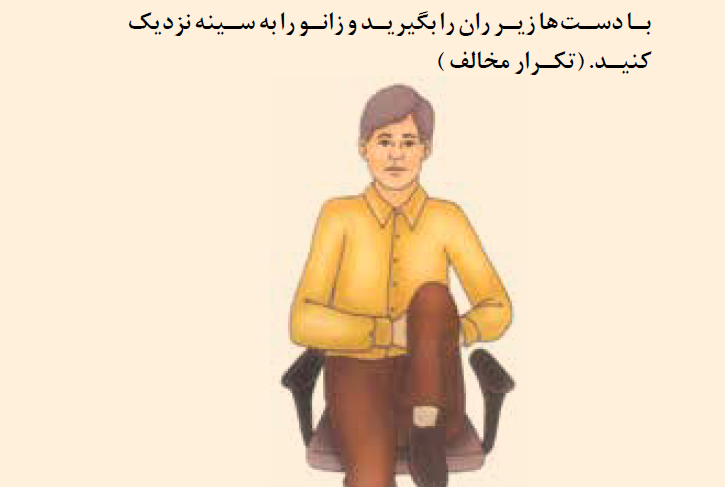 با دست‌ها زیر ران را بگیرید و زانو را به سینه نزدیک
کنید. (تکرار مخالف )